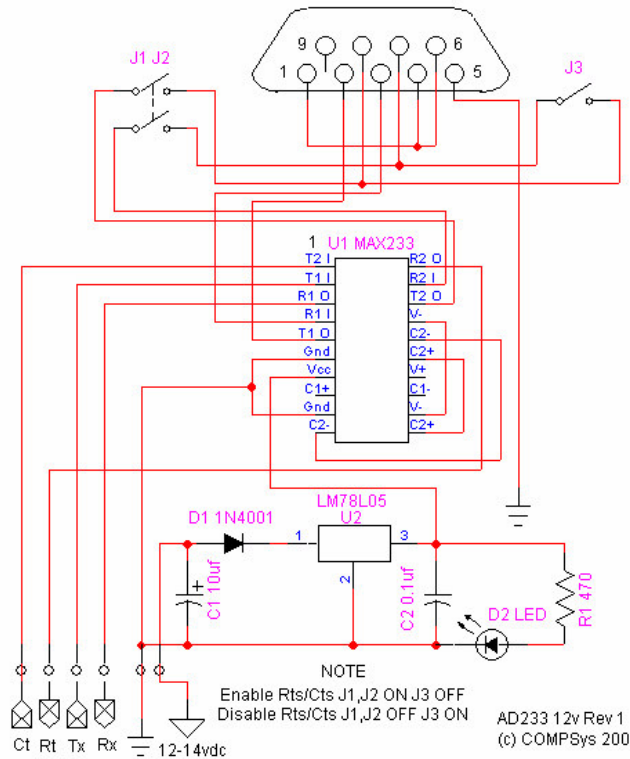 9 6
1 5
J1 J2
J3
1 U1 MAX233
T2 I R2 O
T1 I R2 I
R1 O T2 O
R1 I V-
T1 O C2-
Gnd C2+
Vcc V+
C1+ C1-
Gnd V-
C2- C2+
LM78L05
D1 1N4001 U2
1 3
2
+
C1 10uf
C2 0.1uf
D2 LED
R1 470
NOTE
Enable Rts/Cts J1,J2 ON J3 OFF
Disable Rts/Cts J1,J2 OFF J3 ON
Ct Rt Tx Rx 12-14vdc
AD233 12v Rev 1
(c) COMPSys 200